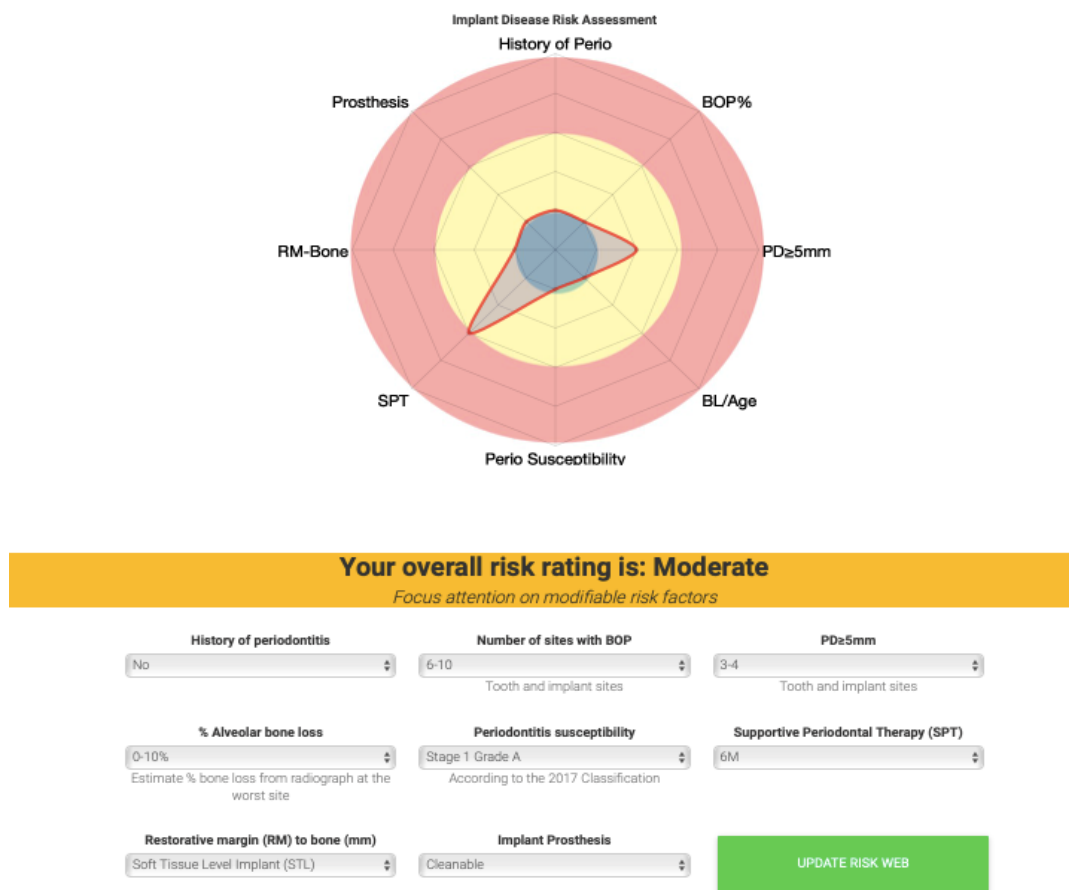 Implant Disease Risk Assessment
History of Perio
Prosthesis
BOP%
RM-Bone
PD≥5mm
SPT
BL/Age
Perio Susceptibility
Your overall risk rating is: Moderate
Focus attention on modifiable risk factors
History of periodontitis
Number of sites with BOP
PD≥5mm
No
6-10
3-4
Tooth and implant sites
Tooth and implant sites
% Alveolar bone loss
Periodontitis susceptibility
Supportive Periodontal Therapy (SPT)
0-10%
Stage 1 Grade A
6M
Estimate % bone loss from radiograph at the
worst site
According to the 2017 Classification
Restorative margin (RM) to bone (mm)
Implant Prosthesis
Soft Tissue Level Implant (STL)
Cleanable
UPDATE RISK WEB